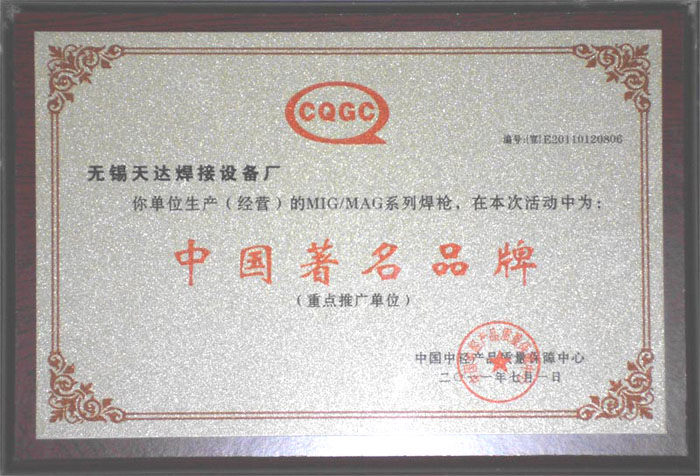 CQGC
编号:(国)E20110120806
无锡天达焊接设备厂
你单位生产（经营）的MIG/MAG系列焊枪，在本次活动中为：
中国著名品牌
（重点推广单位）
中国中轻产品质量保障中心
二〇一一年七月一日